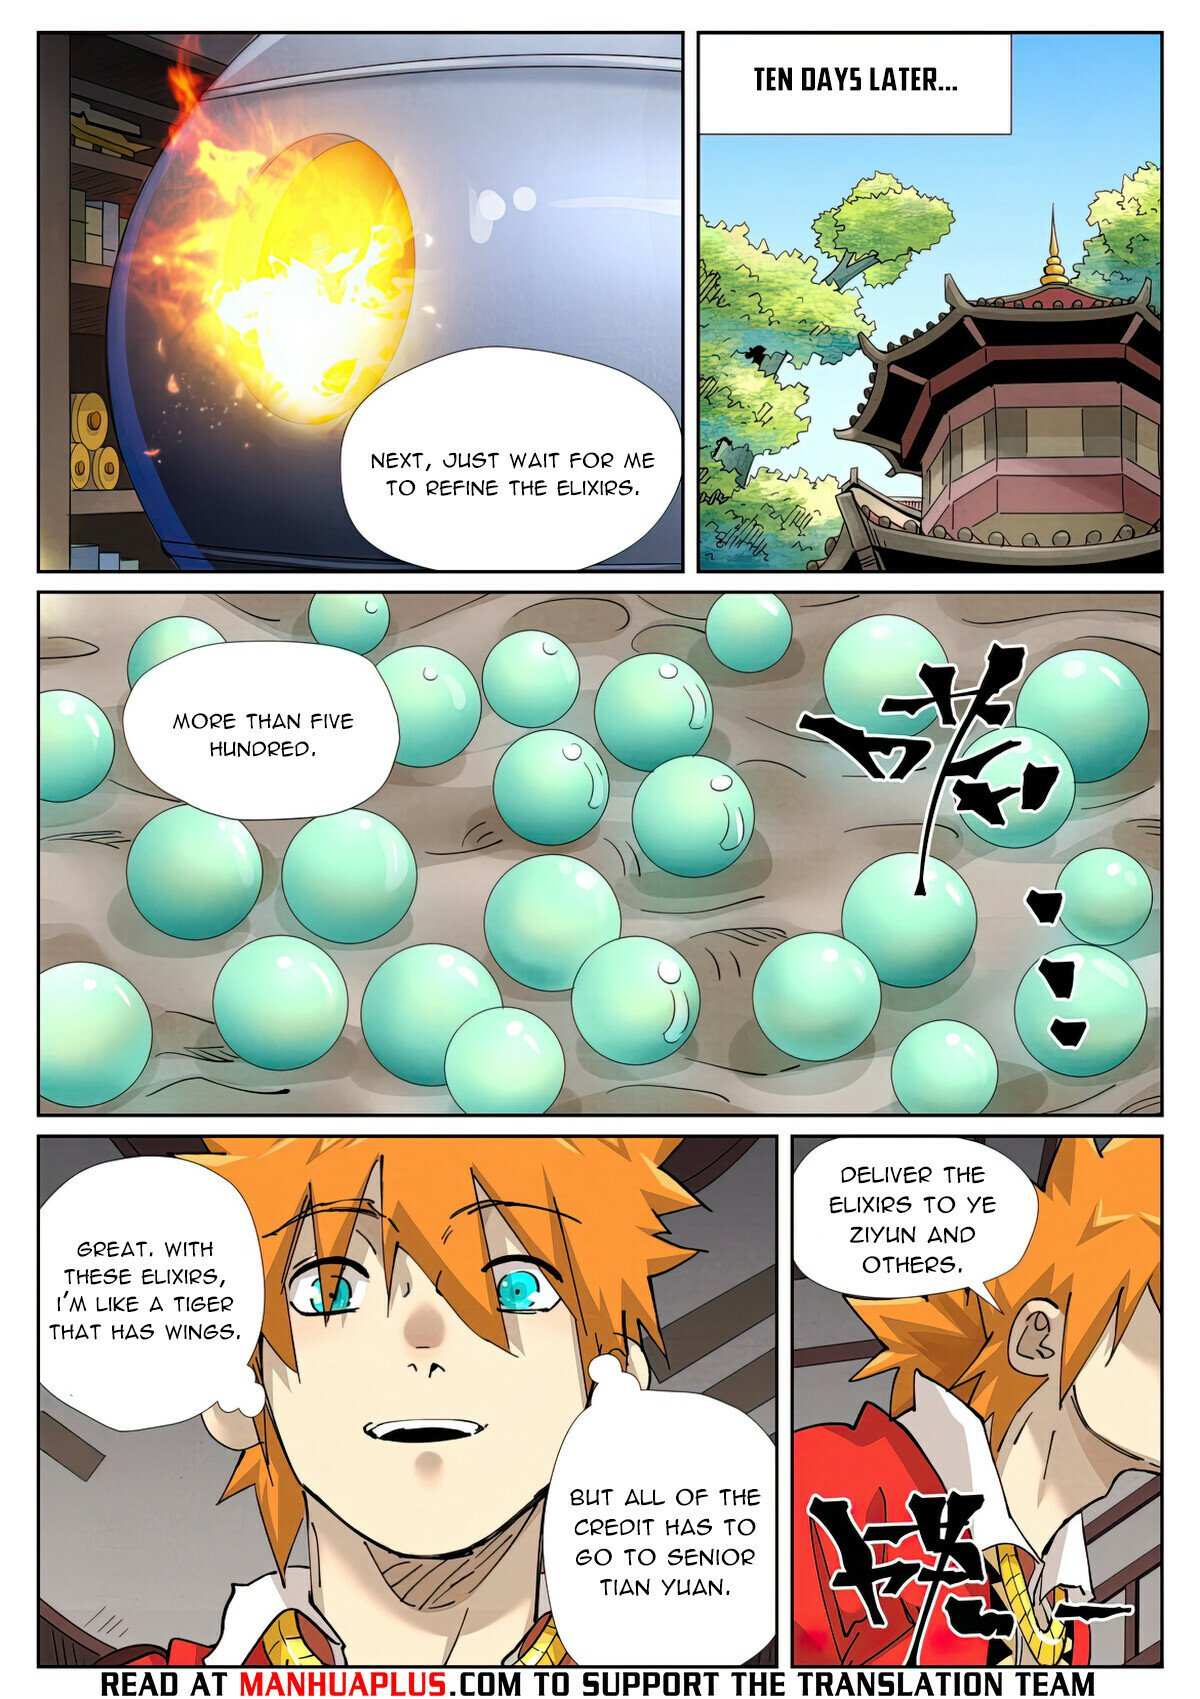 NEXT, JUST WAIT FOR ME
TO REFINE THE ELIXIRS.
TEN DAYS LATER...
MORE THAN FIVE
HUNDRED.
GREAT. WITH
THESE ELIXIRS,
I'M LIKE A TIGER
THAT HAS WINGS.
BUT ALL OF THE
CREDIT HAS TO
GO TO SENIOR
TIAN YUAN.
DELIVER THE
ELIXIRS TO YE
ZIYUN AND
OTHERS.
READ AT MANHUAPLUS.COM TO SUPPORT THE TRANSLATION TEAM